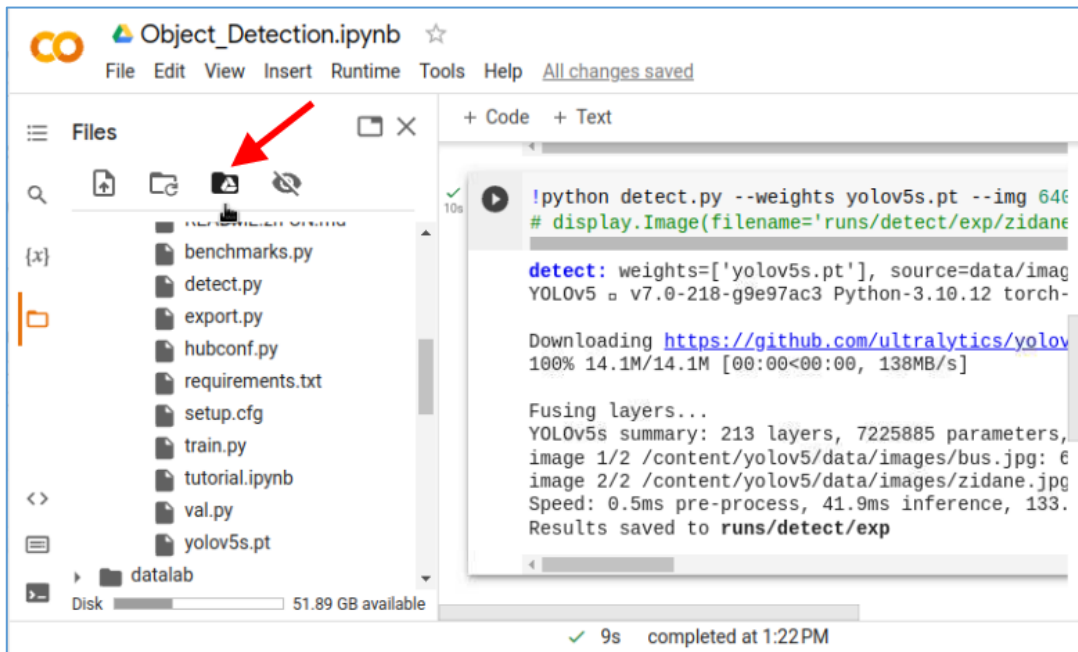 Object_Detection.ipynb
File Edit View Insert Runtime Tools Help All changes saved
Files
+ Code + Text
{x}
benchmarks.py
detect.py
export.py
hubconf.py
requirements.txt
setup.cfg
train.py
tutorial.ipynb
val.py
yolov5s.pt
datalab
Disk 51.89 GB available
10s
!python detect.py --weights yolov5s.pt --img 640
# display.Image(filename='runs/detect/exp/zidane
detect: weights=['yolov5s.pt'], source=data/imag
YOLOv5 v7.0-218-g9e97ac3 Python-3.10.12 torch-
Downloading https://github.com/ultralytics/yolov
100% 14.1M/14.1M [00:00<00:00, 138MB/s]
Fusing layers...
YOLOv5s summary: 213 layers, 7225885 parameters,
image 1/2 /content/yolov5/data/images/bus.jpg: 6
image 2/2 /content/yolov5/data/images/zidane.jpg
Speed: 0.5ms pre-process, 41.9ms inference, 133.
Results saved to runs/detect/exp
9s completed at 1:22 PM